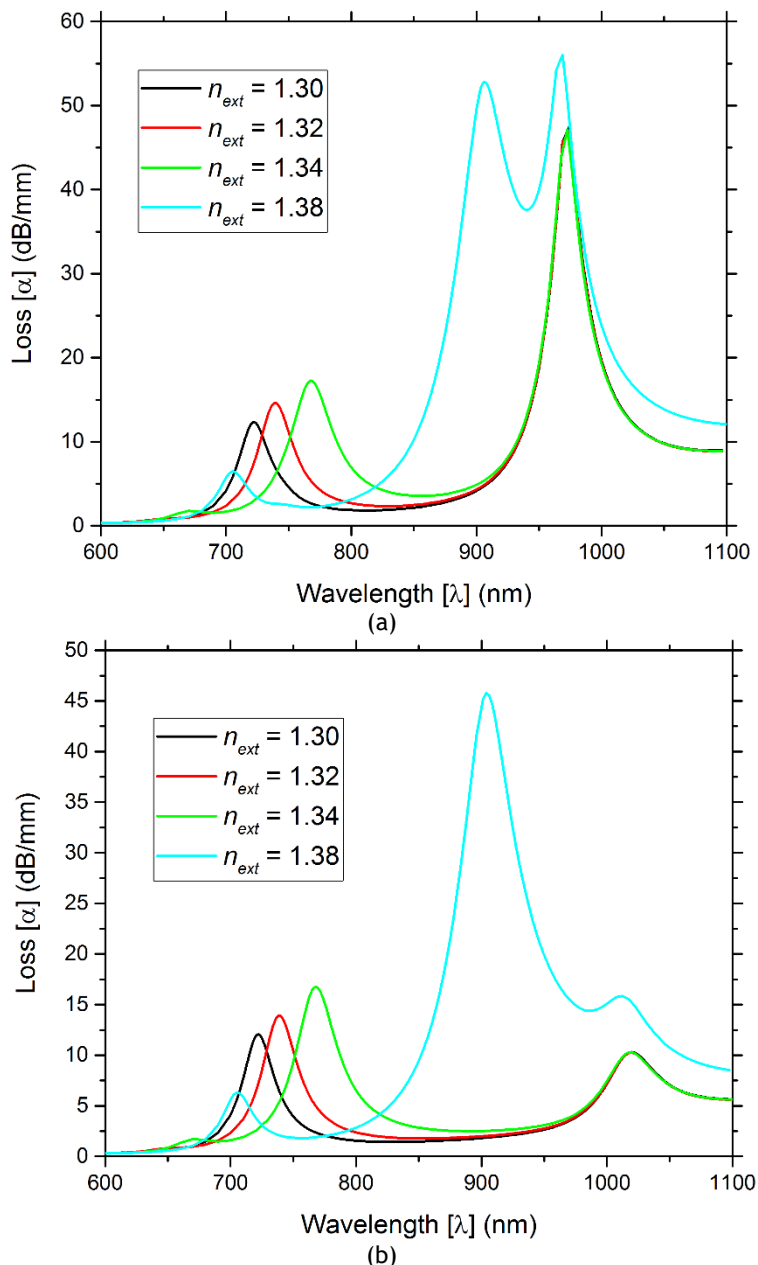 60
50
40
30
20
10
0
Loss [α] (dB/mm)
n_ext = 1.30
n_ext = 1.32
n_ext = 1.34
n_ext = 1.38
600 700 800 900 1000 1100
Wavelength [λ] (nm)
(a)
50
45
40
35
30
25
20
15
10
5
0
Loss [α] (dB/mm)
n_ext = 1.30
n_ext = 1.32
n_ext = 1.34
n_ext = 1.38
600 700 800 900 1000 1100
Wavelength [λ] (nm)
(b)